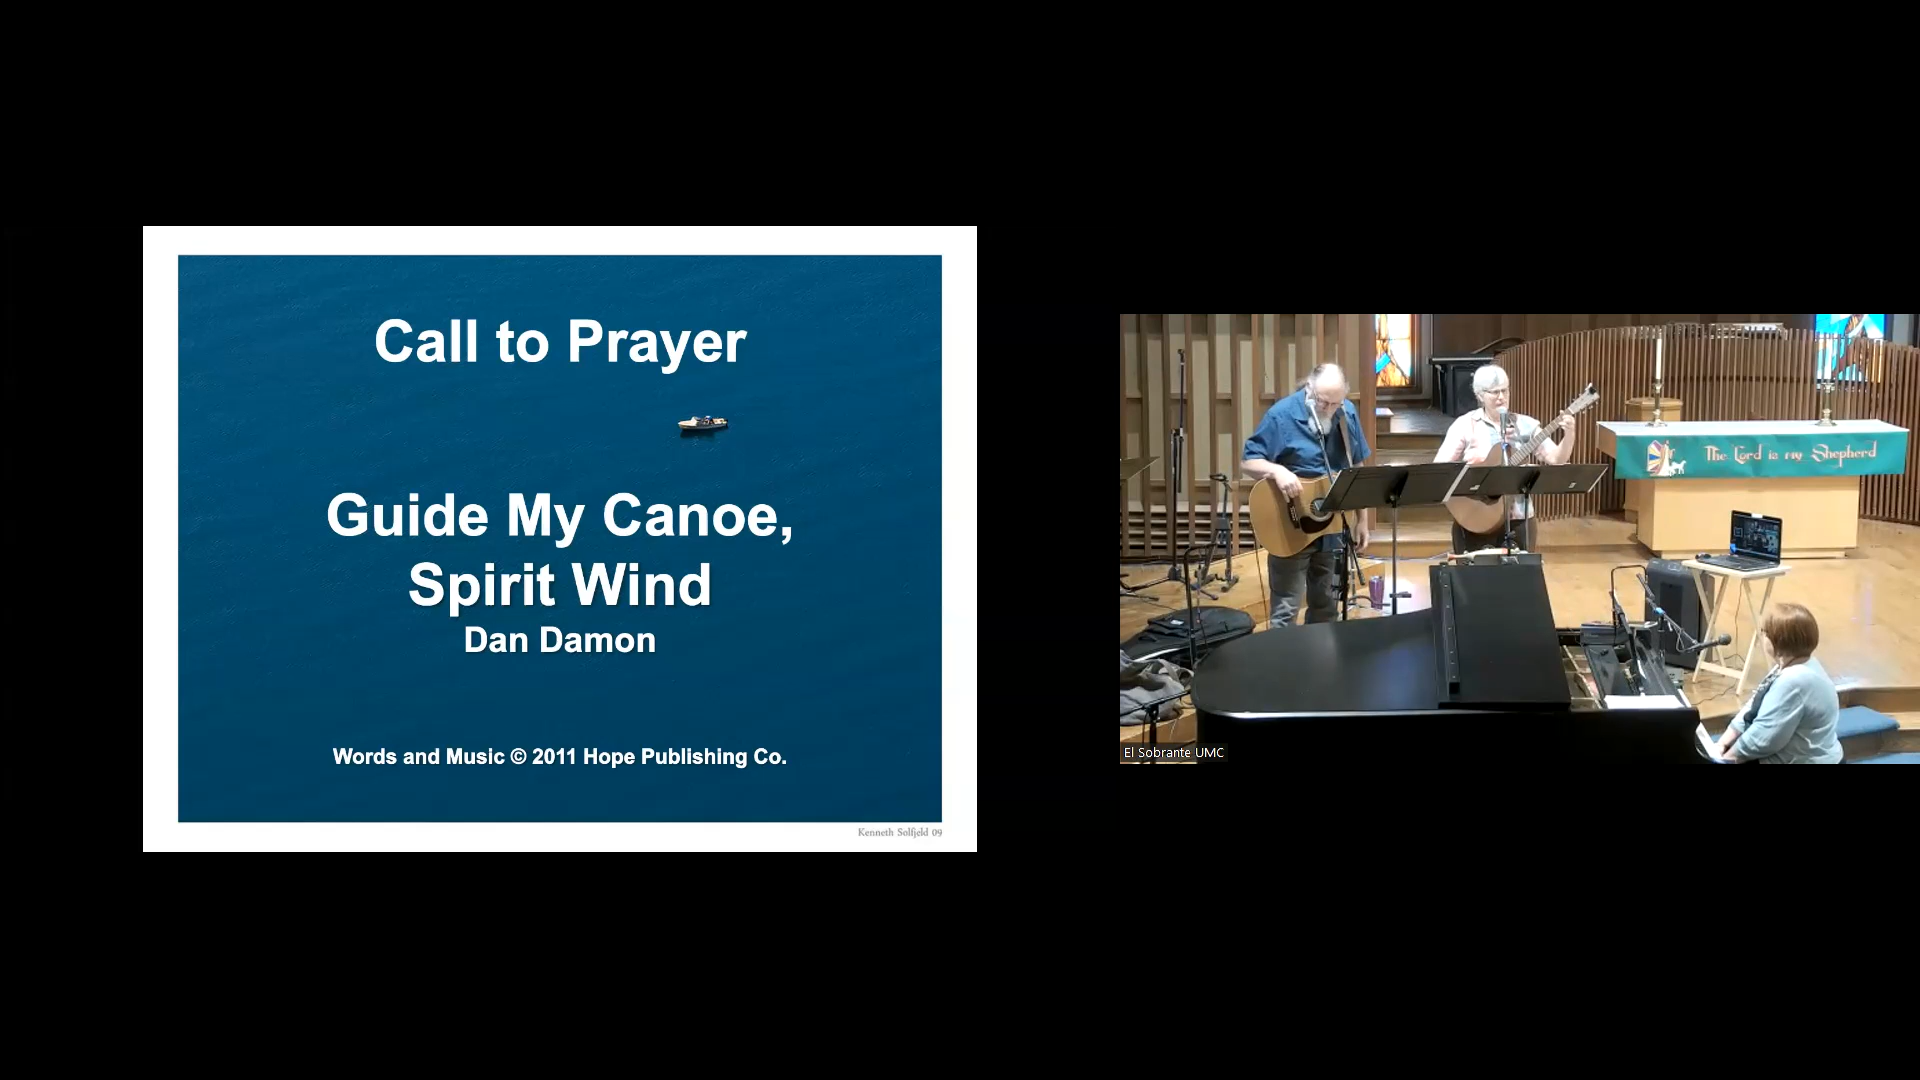 Call to Prayer
Guide My Canoe,
Spirit Wind
Dan Damon
Words and Music © 2011 Hope Publishing Co.
Kenneth Solfjeld 09
The Lord is my Shepherd
El Sobrante UMC